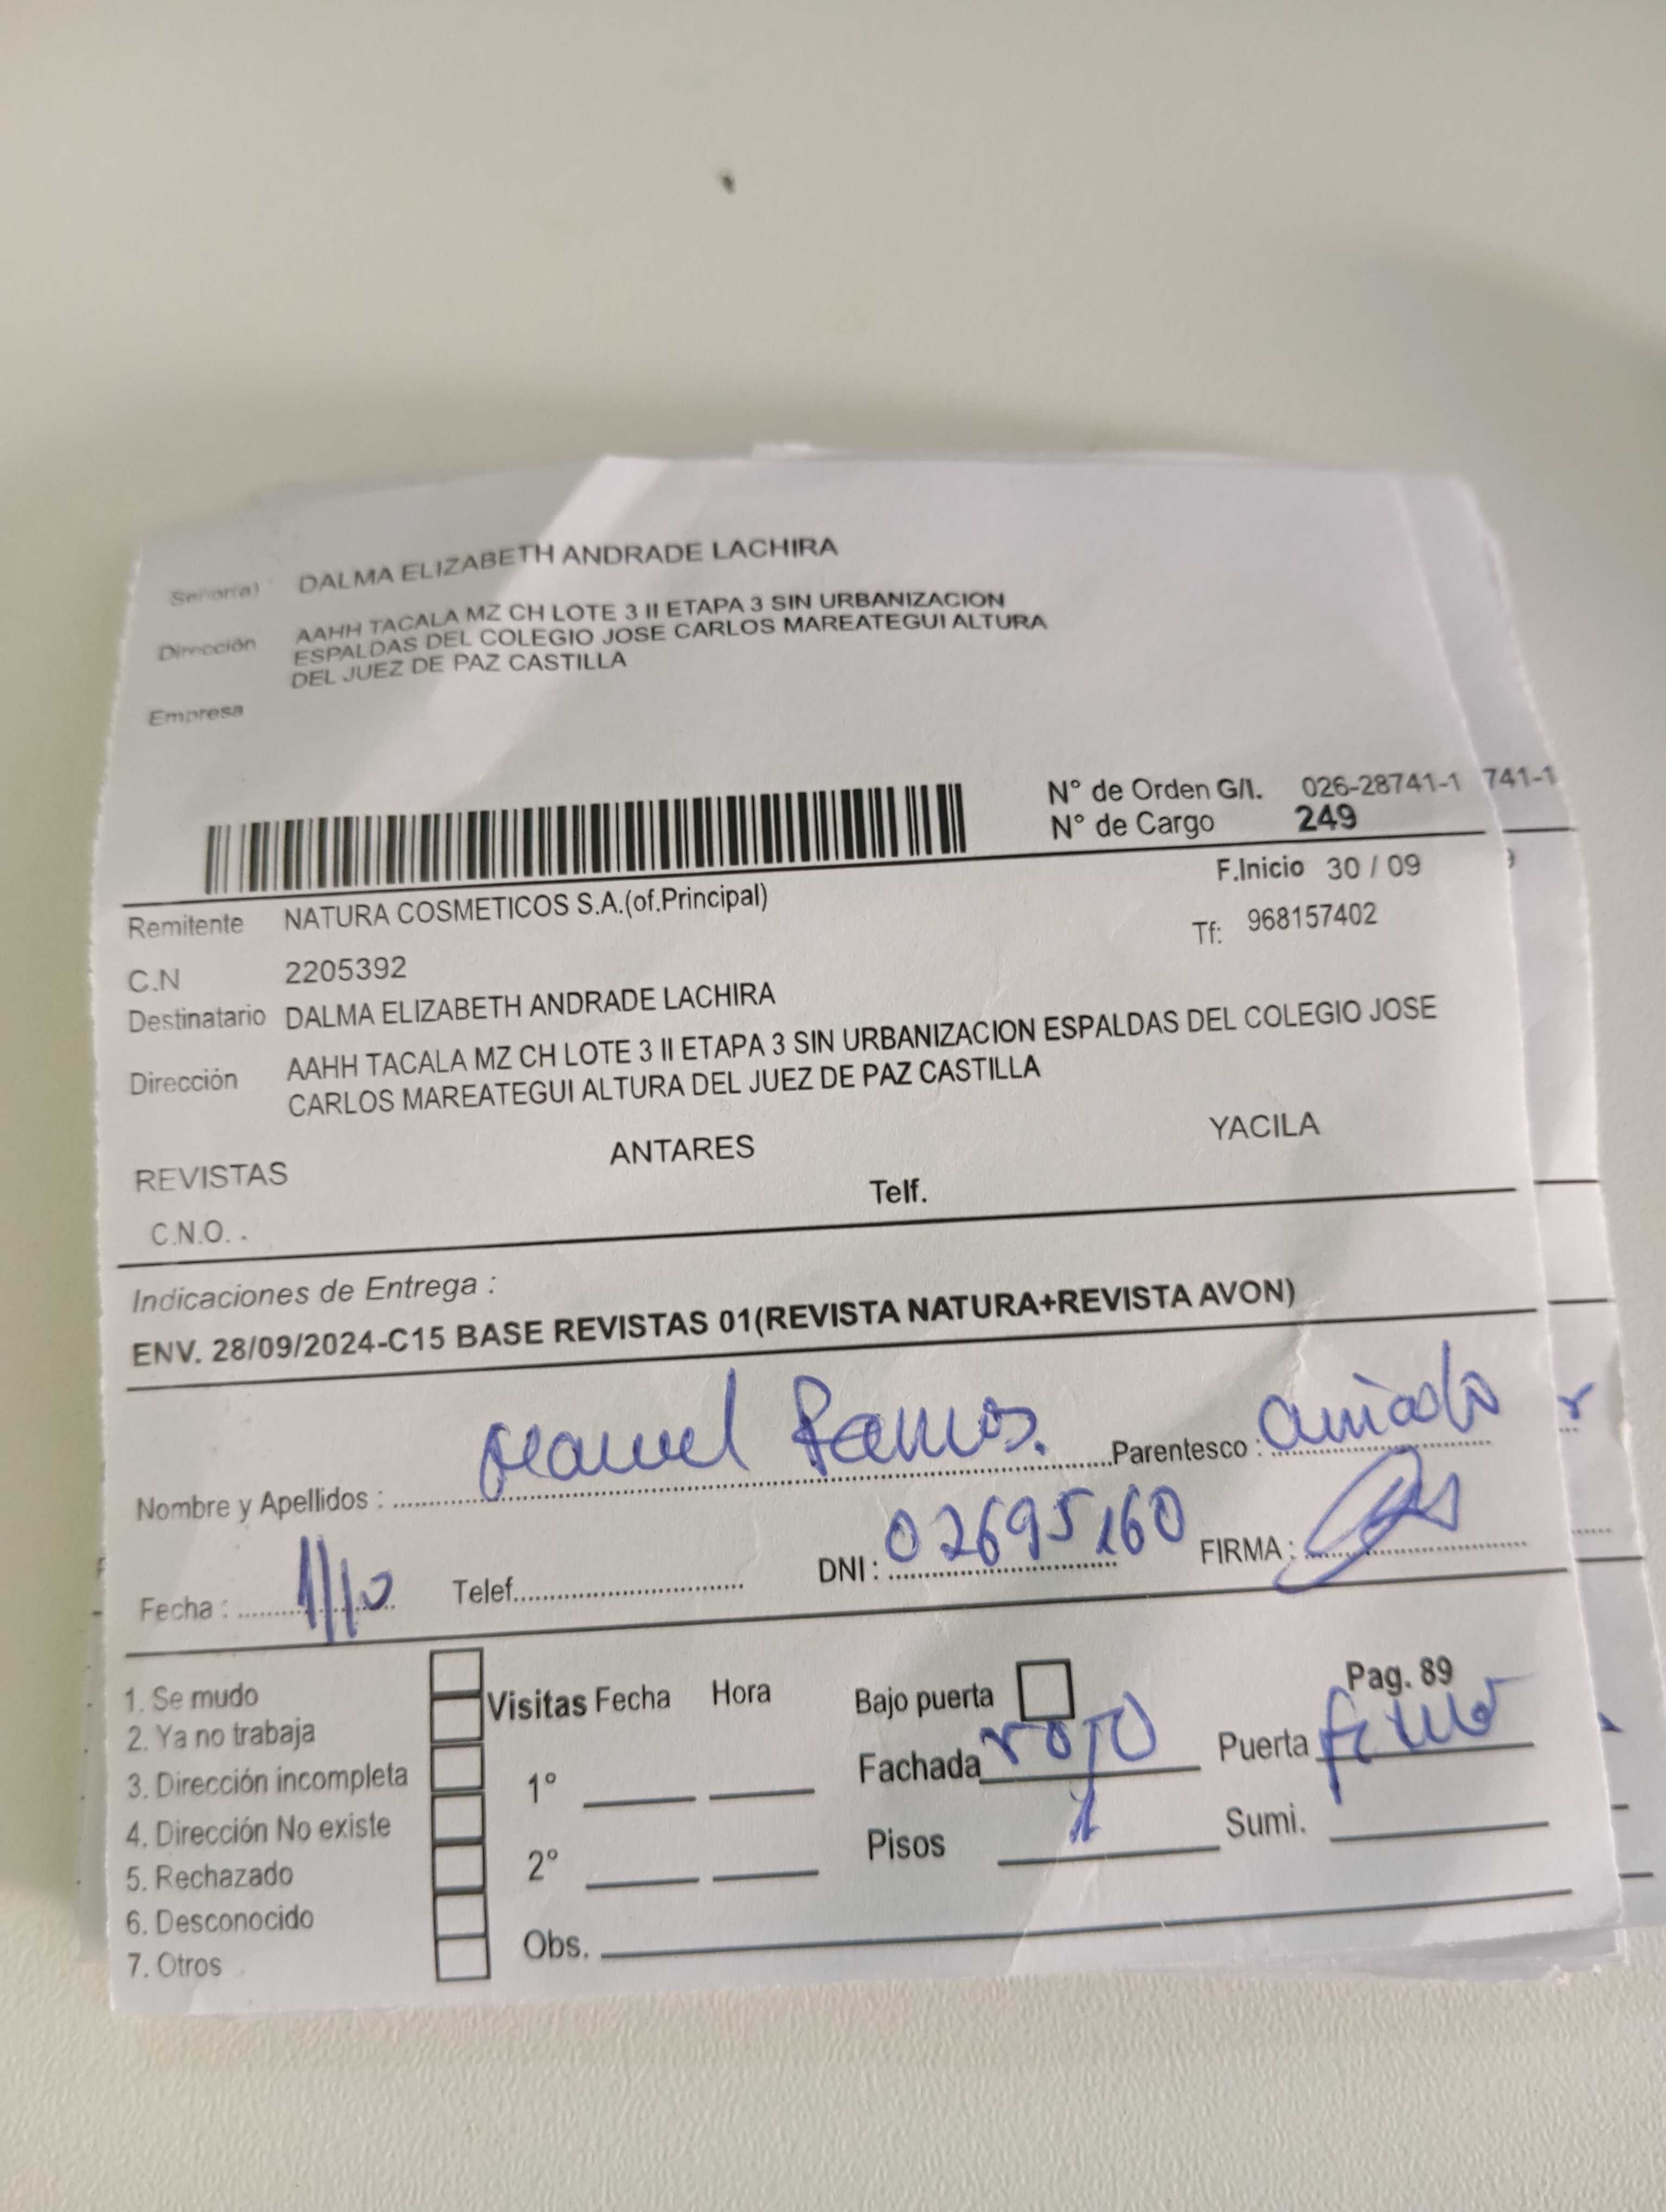 Señor(a) DALMA ELIZABETH ANDRADE LACHIRA
Dirección AAHH TACALA MZ CH LOTE 3 II ETAPA 3 SIN URBANIZACION
ESPALDAS DEL COLEGIO JOSE CARLOS MAREATEGUI ALTURA
DEL JUEZ DE PAZ CASTILLA
Empresa
N° de Orden G/I. 026-28741-1 741-1
N° de Cargo 249
F.Inicio 30 / 09
Remitente NATURA COSMETICOS S.A.(of.Principal)
Tf: 968157402
C.N 2205392
Destinatario DALMA ELIZABETH ANDRADE LACHIRA
Dirección AAHH TACALA MZ CH LOTE 3 II ETAPA 3 SIN URBANIZACION ESPALDAS DEL COLEGIO JOSE
CARLOS MAREATEGUI ALTURA DEL JUEZ DE PAZ CASTILLA
REVISTAS ANTARES YACILA
C.N.O. . Telf.
Indicaciones de Entrega :
ENV. 28/09/2024-C15 BASE REVISTAS 01(REVISTA NATURA+REVISTA AVON)
Nombre y Apellidos : Manuel Ramos. Parentesco :
Fecha : 1/10 Telef. DNI : 02695160 FIRMA :
1. Se mudo
2. Ya no trabaja
3. Dirección incompleta
4. Dirección No existe
5. Rechazado
6. Desconocido
7. Otros
Visitas Fecha Hora
1°
2°
Obs.
Bajo puerta
Pag. 89
Fachada rojo Puerta fierro
Pisos 1 Sumi.